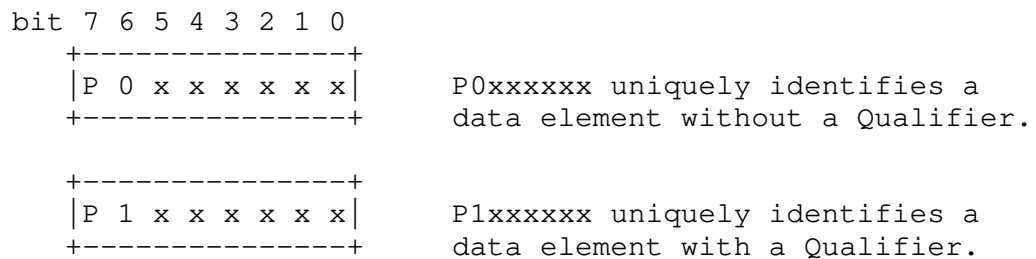 bit 7 6 5 4 3 2 1 0
    +---------------+
    |P 0 x x x x x x|     P0xxxxxx uniquely identifies a
    +---------------+     data element without a Qualifier.

    +---------------+
    |P 1 x x x x x x|     P1xxxxxx uniquely identifies a
    +---------------+     data element with a Qualifier.